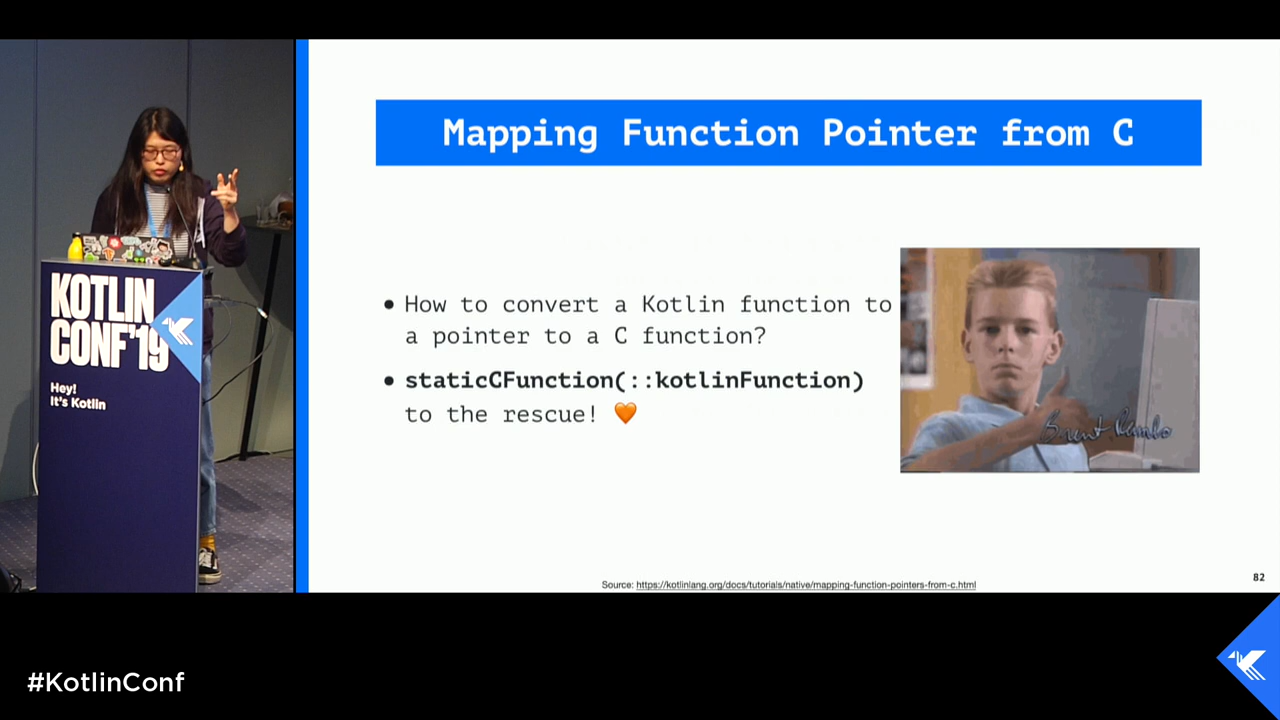 Mapping Function Pointer from C
● How to convert a Kotlin function to
a pointer to a C function?
● staticCFunction(::kotlinFunction)
to the rescue! 🧡
Brent Rambo
Source: https://kotlinlang.org/docs/tutorials/native/mapping-function-pointers-from-c.html
82
KOTLIN
CONF'19
Hey!
It's Kotlin
#KotlinConf